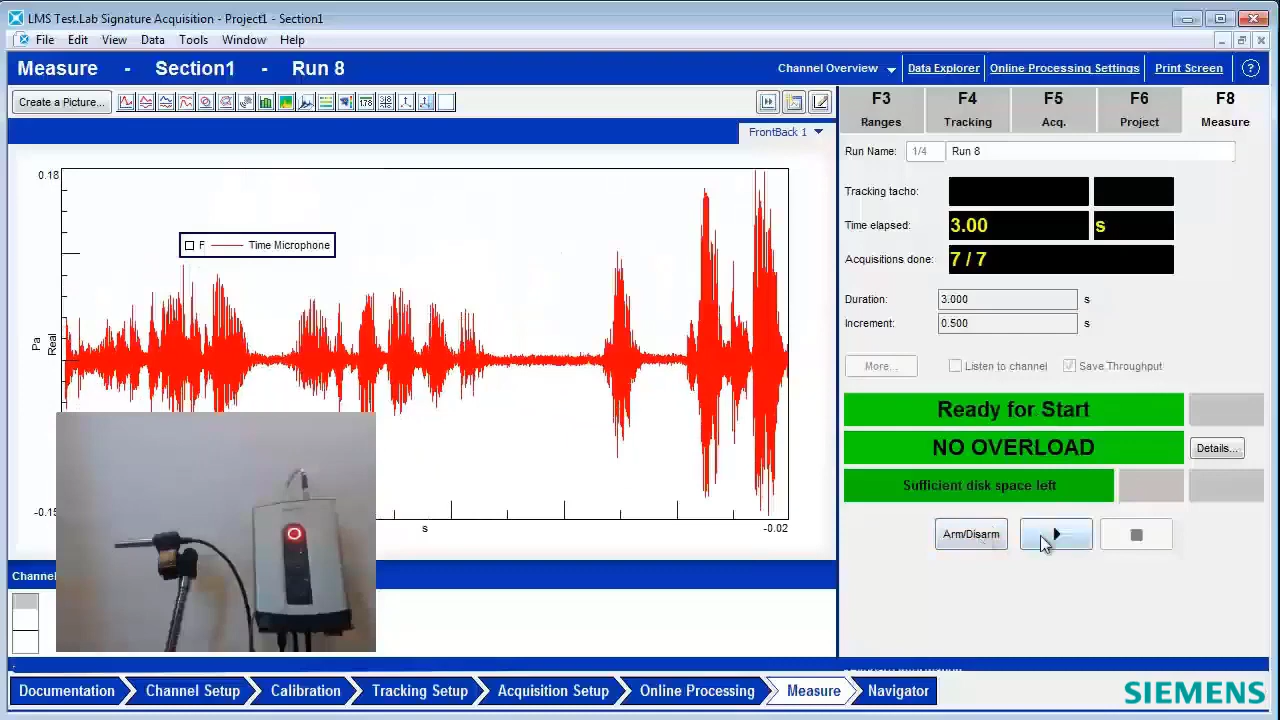 LMS Test.Lab Signature Acquisition - Project1 - Section1
File Edit View Data Tools Window Help
Measure - Section1 - Run 8
Channel Overview Data Explorer Online Processing Settings Print Screen ?
Create a Picture...
F3 F4 F5 F6 F8
Ranges Tracking Acq. Project Measure
FrontBack 1
Run Name: 1/4 Run 8
0.18
Tracking tacho:
F Time Microphone
Time elapsed: 3.00 s
Acquisitions done: 7 / 7
Duration: 3.000 s
Increment: 0.500 s
Pa
Real
More... Listen to channel Save Throughput
Ready for Start
NO OVERLOAD Details...
Sufficient disk space left
s -0.02
Arm/Disarm
Channel
Documentation Channel Setup Calibration Tracking Setup Acquisition Setup Online Processing Measure Navigator
SIEMENS